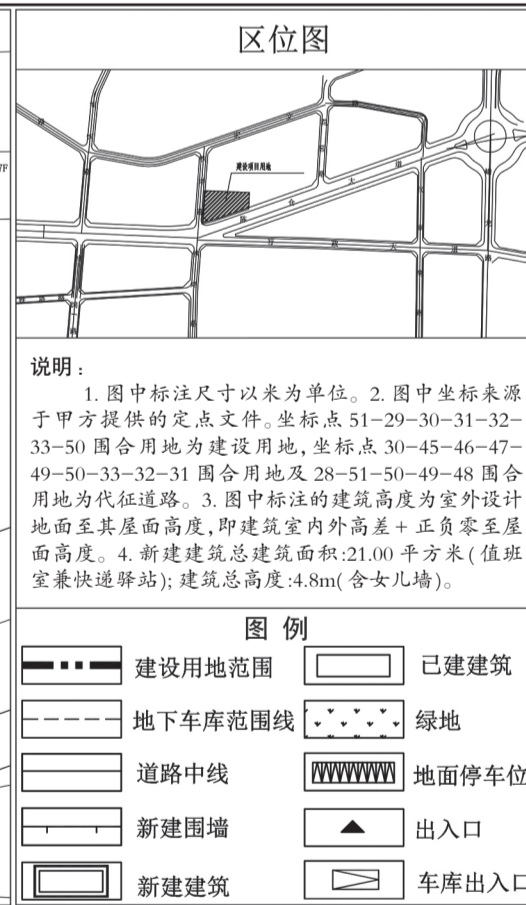 区位图
建设项目用地
说明：
1. 图中标注尺寸以米为单位。2. 图中坐标来源
于甲方提供的定点文件。坐标点 51-29-30-31-32-
33-50 围合用地为建设用地,坐标点 30-45-46-47-
49-50-33-32-31 围合用地及 28-51-50-49-48 围合
用地为代征道路。3. 图中标注的建筑高度为室外设计
地面至其屋面高度,即建筑室内外高差+正负零至屋
面高度。4. 新建建筑总建筑面积:21.00 平方米(值班
室兼快递驿站);建筑总高度:4.8m(含女儿墙)。
图 例
建设用地范围
已建建筑
地下车库范围线
绿地
道路中线
地面停车位
新建围墙
出入口
新建建筑
车库出入口